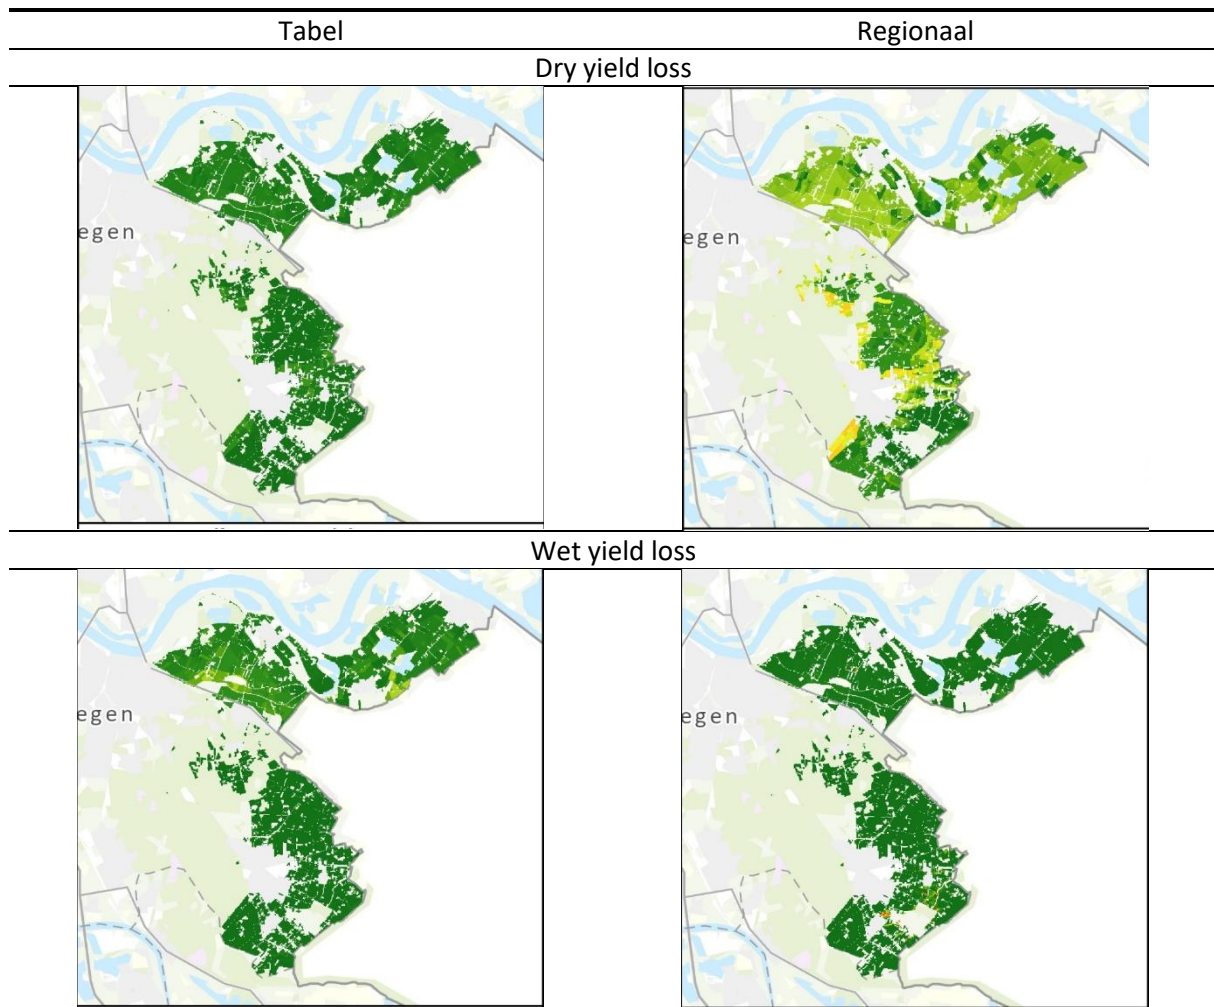 Tabel Regionaal
Dry yield loss
egen egen
Wet yield loss
egen egen